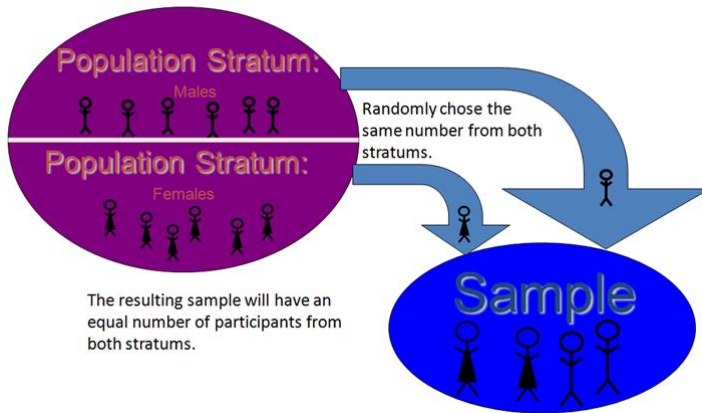 Population Stratum:
Males
Population Stratum:
Females
Randomly chose the
same number from both
stratums.
The resulting sample will have an
equal number of participants from
both stratums.
Sample